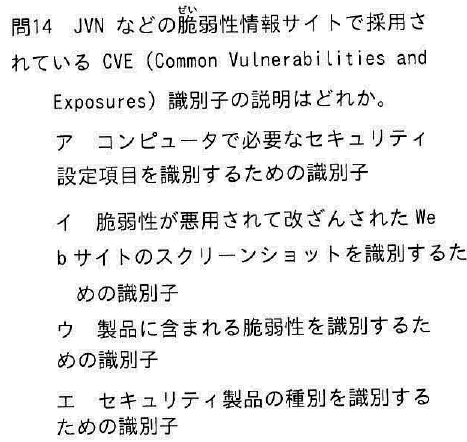 ぜい
問14 JVN などの脆弱性情報サイトで採用さ
れている CVE（Common Vulnerabilities and
Exposures）識別子の説明はどれか。
ア コンピュータで必要なセキュリティ
設定項目を識別するための識別子
イ 脆弱性が悪用されて改ざんされた We
b サイトのスクリーンショットを識別するた
めの識別子
ウ 製品に含まれる脆弱性を識別するた
めの識別子
エ セキュリティ製品の種別を識別する
ための識別子